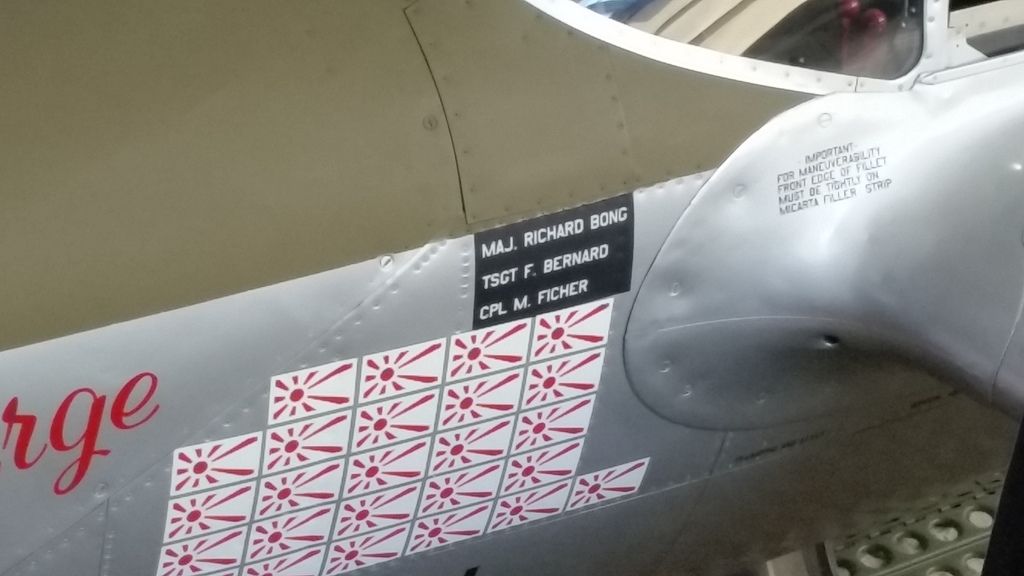 IMPORTANT
FOR MANEUVERABILITY
FRONT EDGE OF FILLET
MUST BE TIGHTLY ON
MICARTA FILLER STRIP
MAJ. RICHARD BONG
TSGT F. BERNARD
CPL M. FICHER
rge